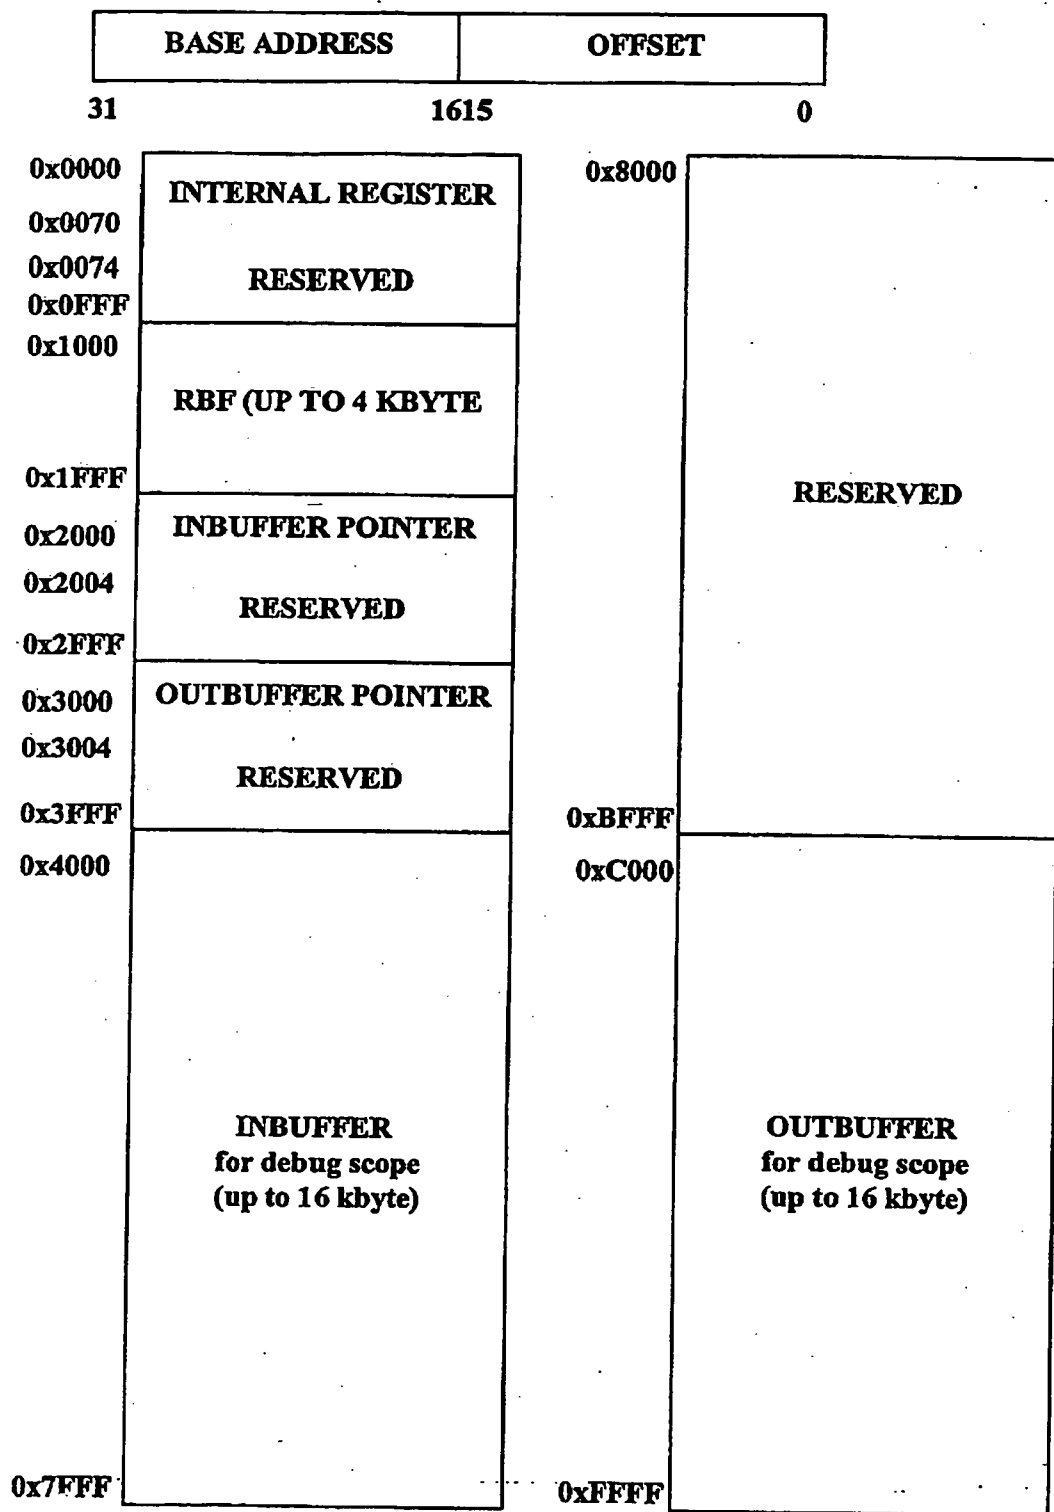 BASE ADDRESS OFFSET
31 1615 0
0x0000
INTERNAL REGISTER
0x0070
0x0074
RESERVED
0x0FFF
0x1000
RBF (UP TO 4 KBYTE
0x1FFF
0x2000
INBUFFER POINTER
0x2004
RESERVED
0x2FFF
0x3000
OUTBUFFER POINTER
0x3004
RESERVED
0x3FFF
0x4000
INBUFFER
for debug scope
(up to 16 kbyte)
0x7FFF
0x8000
RESERVED
0xBFFF
0xC000
OUTBUFFER
for debug scope
(up to 16 kbyte)
0xFFFF